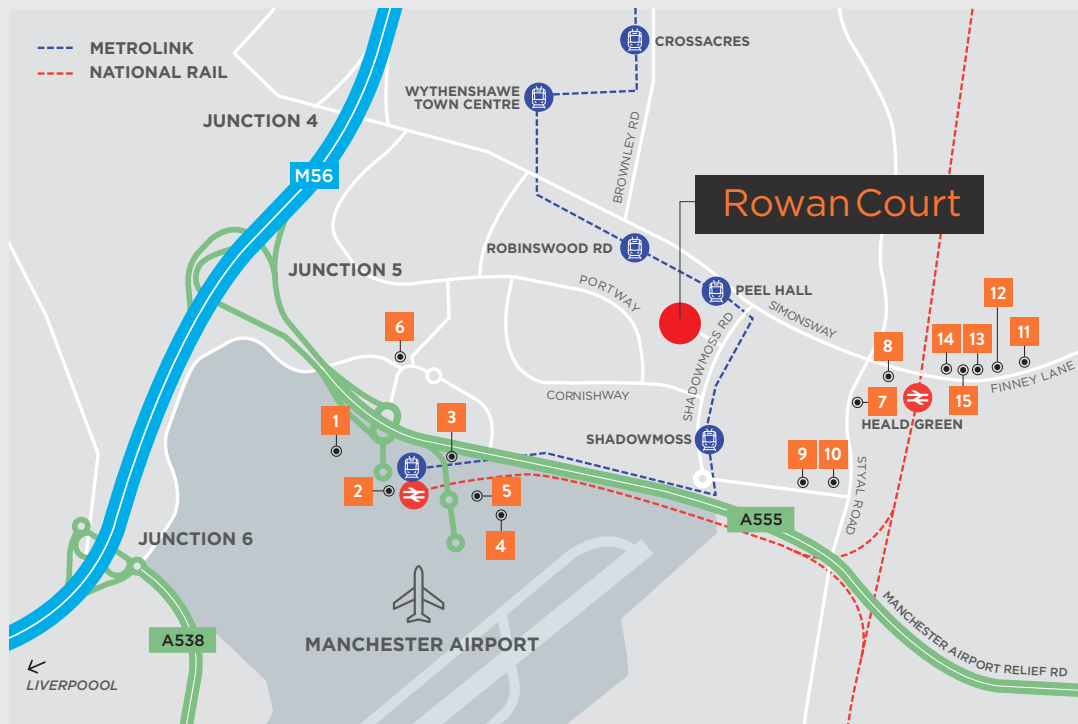 METROLINK
NATIONAL RAIL
CROSSACRES
WYTHENSHAWE
TOWN CENTRE
JUNCTION 4
BROWNLEY RD
M56
Rowan Court
ROBINSWOOD RD
JUNCTION 5
PORTWAY
PEEL HALL
SIMONSWAY
12
6
8
14
13
11
SHADOWMOSS RD
FINNEY LANE
CORNISHWAY
7
15
HEALD GREEN
1
3
SHADOWMOSS
9
10
2
5
STYAL ROAD
A555
4
JUNCTION 6
MANCHESTER AIRPORT
MANCHESTER AIRPORT RELIEF RD
A538
LIVERPOOOL